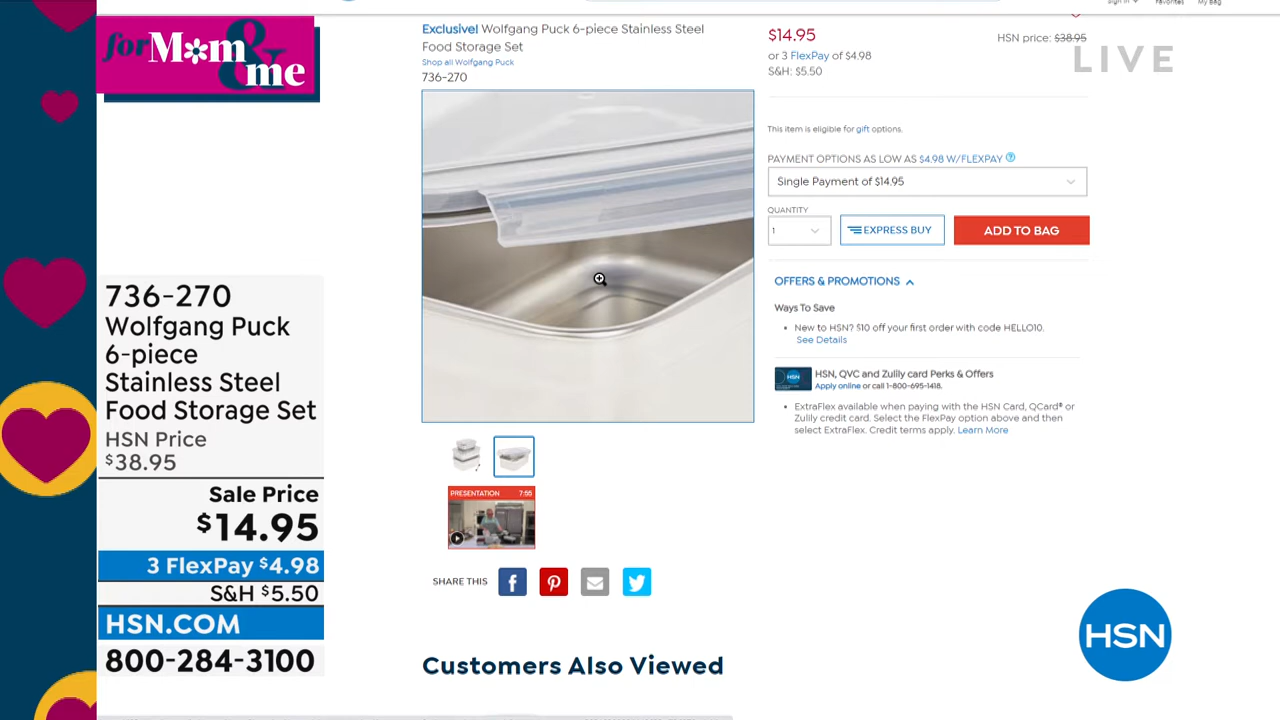 Sign in
Favorites
My Bag
for Mom
&
me
Exclusive! Wolfgang Puck 6-piece Stainless Steel
Food Storage Set
Shop all Wolfgang Puck
736-270
$14.95
HSN price: $38.95
or 3 FlexPay of $4.98
S&H: $5.50
LIVE
This item is eligible for gift options.
PAYMENT OPTIONS AS LOW AS $4.98 W/FLEXPAY ?
Single Payment of $14.95
QUANTITY
1
EXPRESS BUY
ADD TO BAG
OFFERS & PROMOTIONS
Ways To Save
• New to HSN? $10 off your first order with code HELLO10.
See Details
HSN
HSN, QVC and Zulily card Perks & Offers
Apply online or call 1-800-695-1418.
• ExtraFlex available when paying with the HSN Card, QCard® or
Zulily credit card. Select the FlexPay option above and then
select ExtraFlex. Credit terms apply. Learn More
PRESENTATION 7:55
SHARE THIS
Customers Also Viewed
736-270
Wolfgang Puck
6-piece
Stainless Steel
Food Storage Set
HSN Price
$38.95
Sale Price
$14.95
3 FlexPay $4.98
S&H $5.50
HSN.COM
800-284-3100
HSN